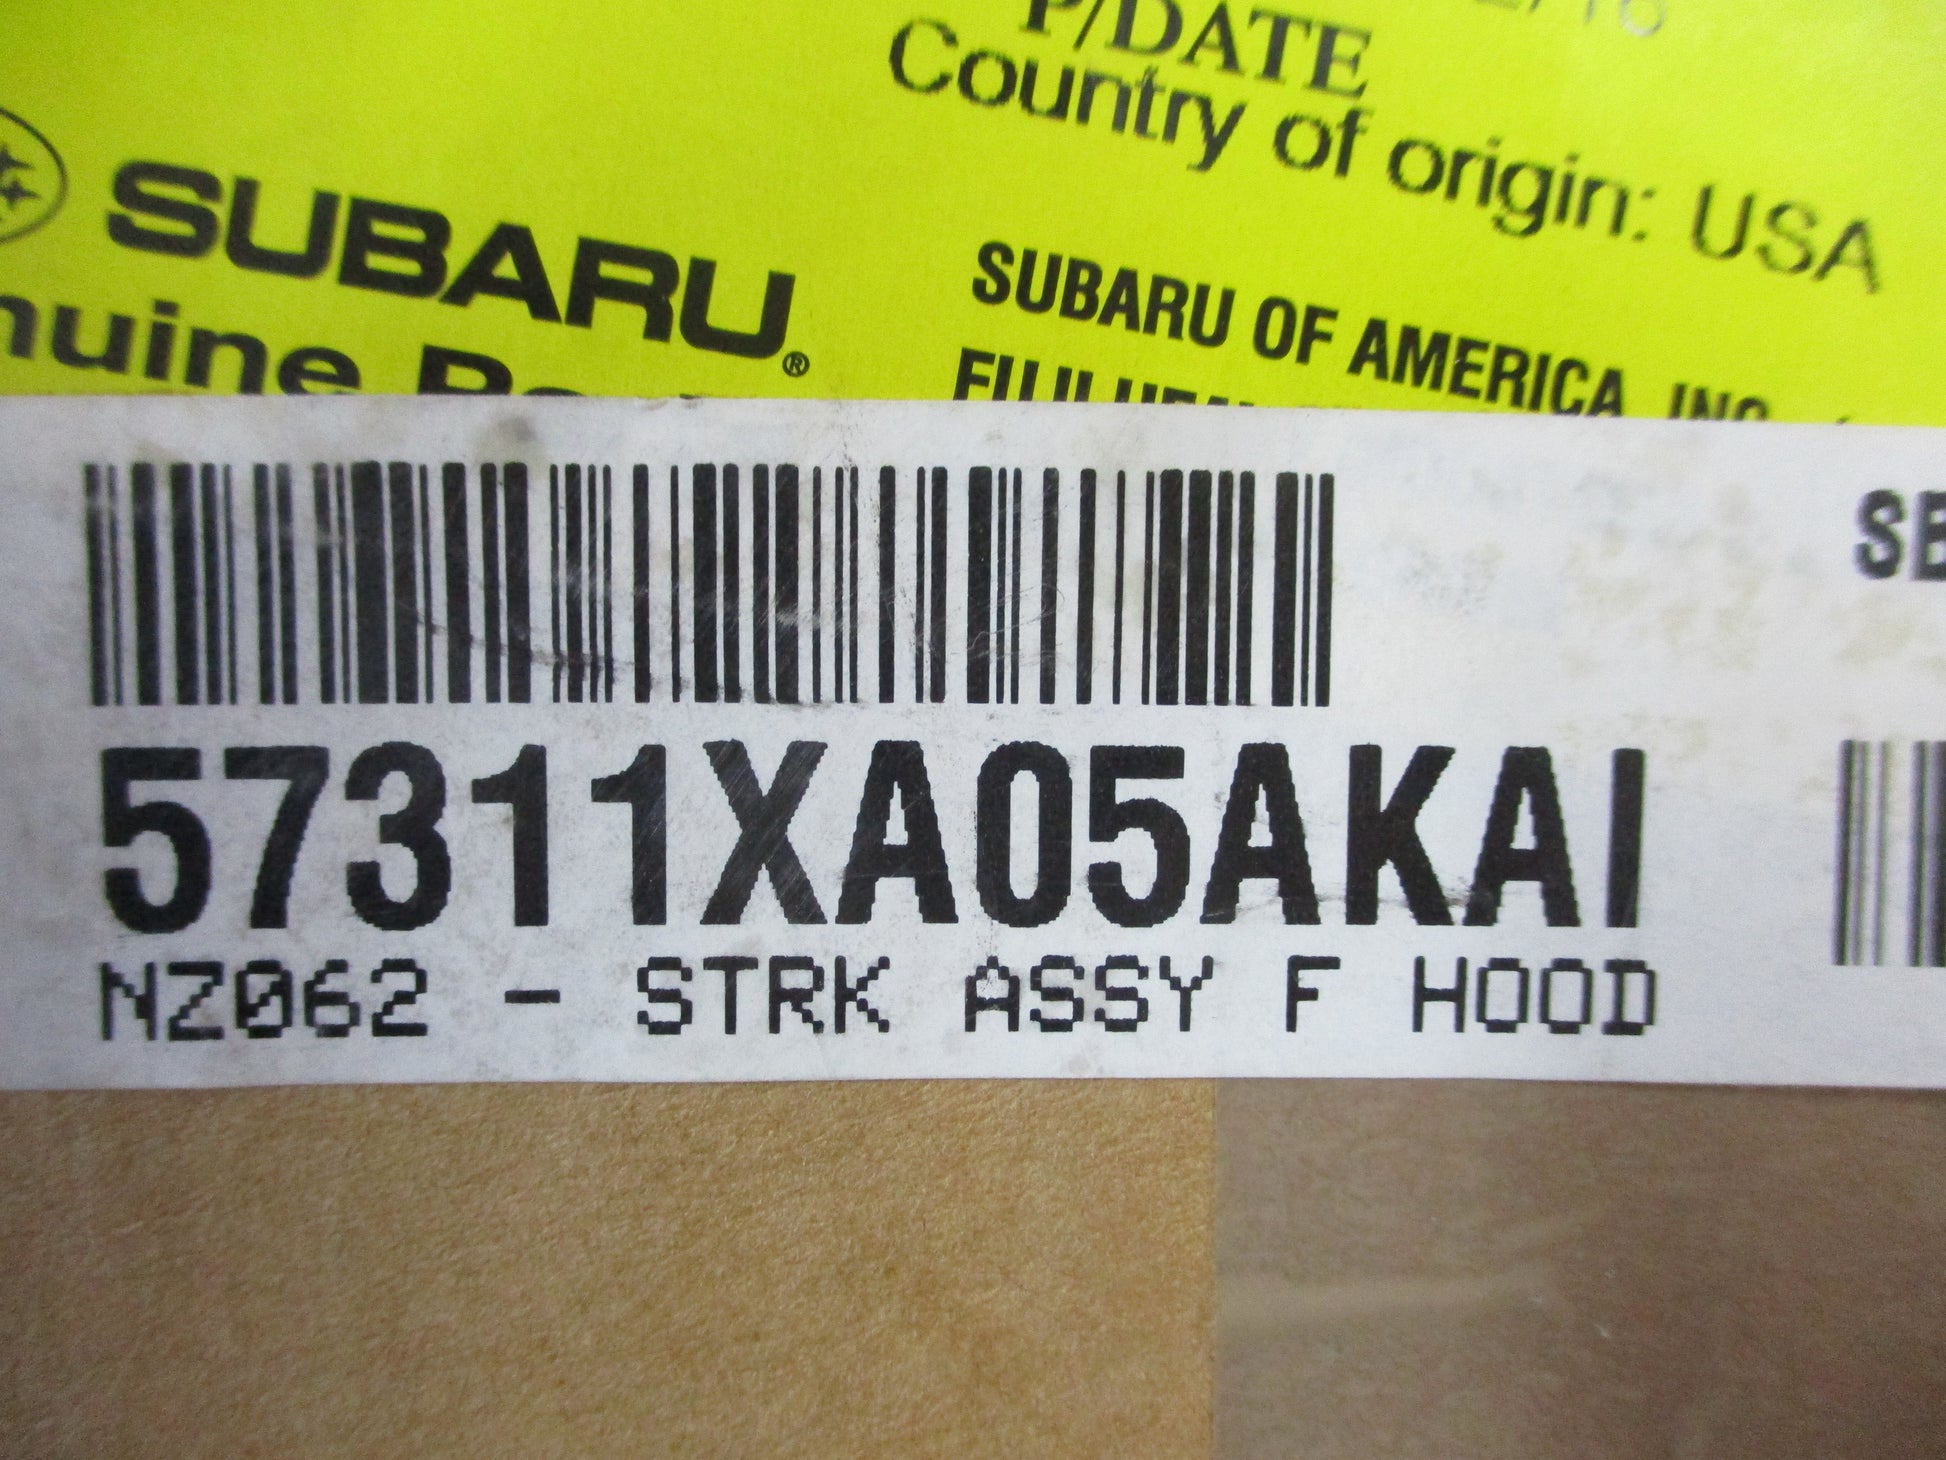 P/DATE
Country of origin: USA
SUBARU®
SUBARU OF AMERICA, INC.
57311XA05AKAI
NZ062 - STRK ASSY F HOOD